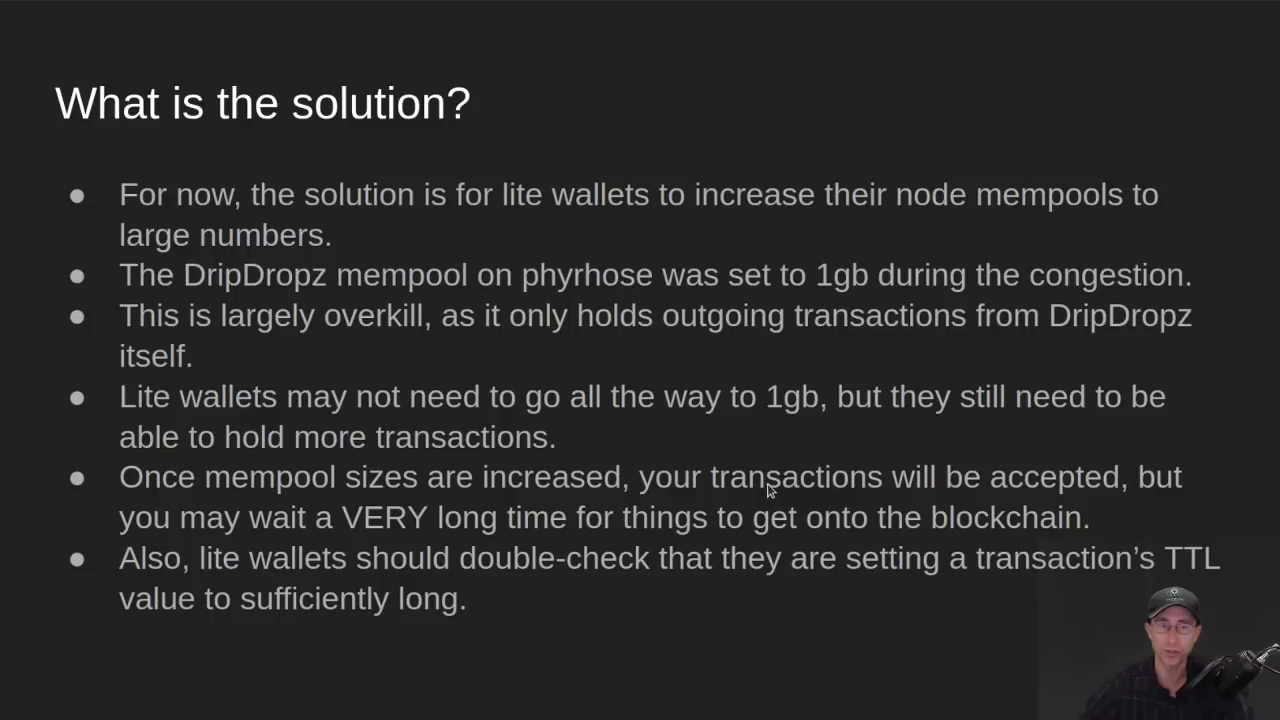 What is the solution?
● For now, the solution is for lite wallets to increase their node mempools to
large numbers.
● The DripDropz mempool on phyrhose was set to 1gb during the congestion.
● This is largely overkill, as it only holds outgoing transactions from DripDropz
itself.
● Lite wallets may not need to go all the way to 1gb, but they still need to be
able to hold more transactions.
● Once mempool sizes are increased, your transactions will be accepted, but
you may wait a VERY long time for things to get onto the blockchain.
● Also, lite wallets should double-check that they are setting a transaction’s TTL
value to sufficiently long.